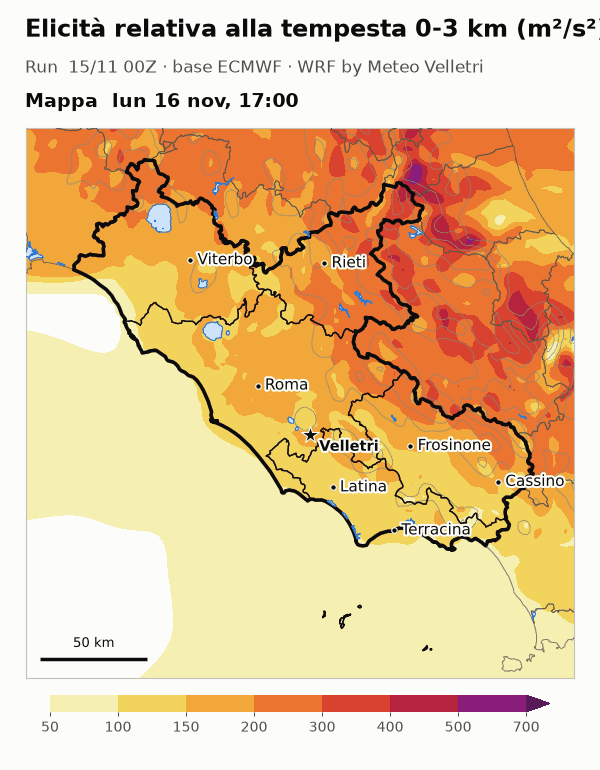 Elicità relativa alla tempesta 0-3 km (m²/s²)
Run  15/11 00Z · base ECMWF · WRF by Meteo Velletri
Mappa  lun 16 nov, 17:00
Viterbo
Rieti
Roma
Velletri
Frosinone
Cassino
Latina
Terracina
50 km
50 100 150 200 300 400 500 700